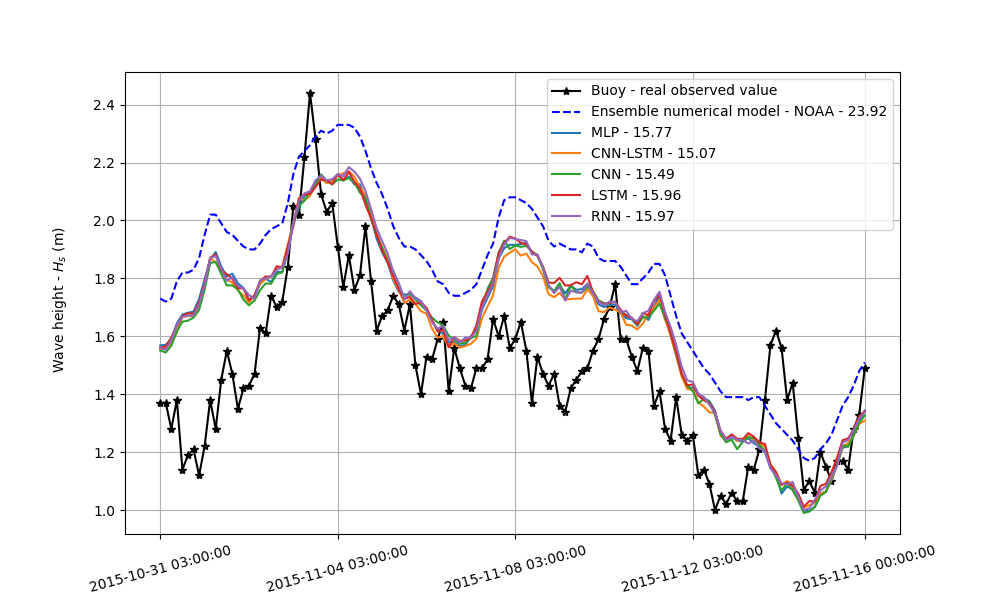 Buoy - real observed value
Ensemble numerical model - NOAA - 23.92
MLP - 15.77
CNN-LSTM - 15.07
CNN - 15.49
LSTM - 15.96
RNN - 15.97
Wave height - Hs (m)
2.4
2.2
2.0
1.8
1.6
1.4
1.2
1.0
2015-10-31 03:00:00
2015-11-04 03:00:00
2015-11-08 03:00:00
2015-11-12 03:00:00
2015-11-16 00:00:00